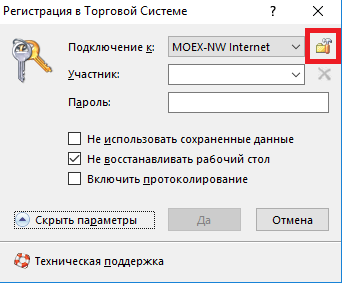 Регистрация в Торговой Системе
Подключение к: MOEX-NW Internet
Участник:
Пароль:
Не использовать сохраненные данные
Не восстанавливать рабочий стол
Включить протоколирование
Скрыть параметры Да Отмена
Техническая поддержка